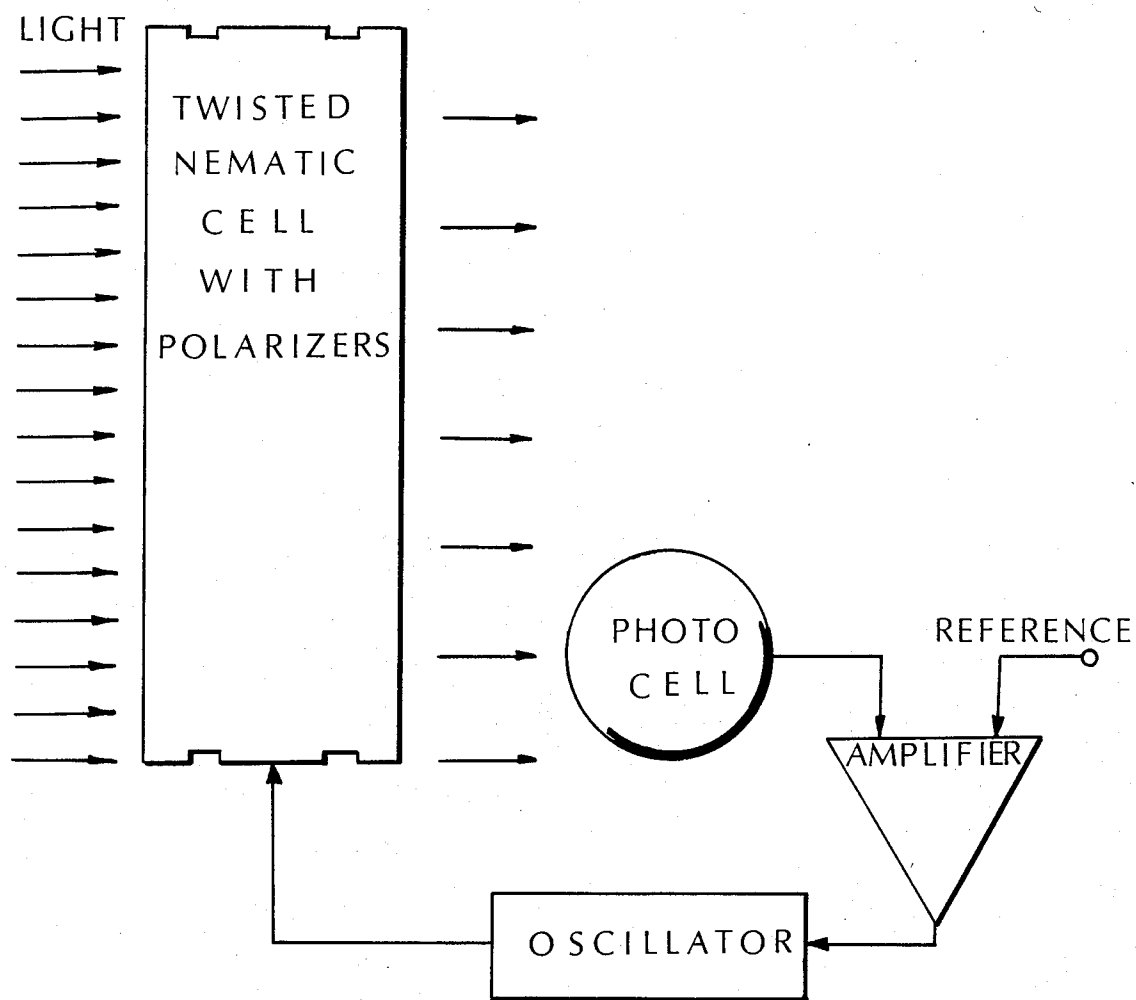 LIGHT
TWISTED
NEMATIC
CELL
WITH
POLARIZERS
PHOTO
CELL
REFERENCE
AMPLIFIER
OSCILLATOR